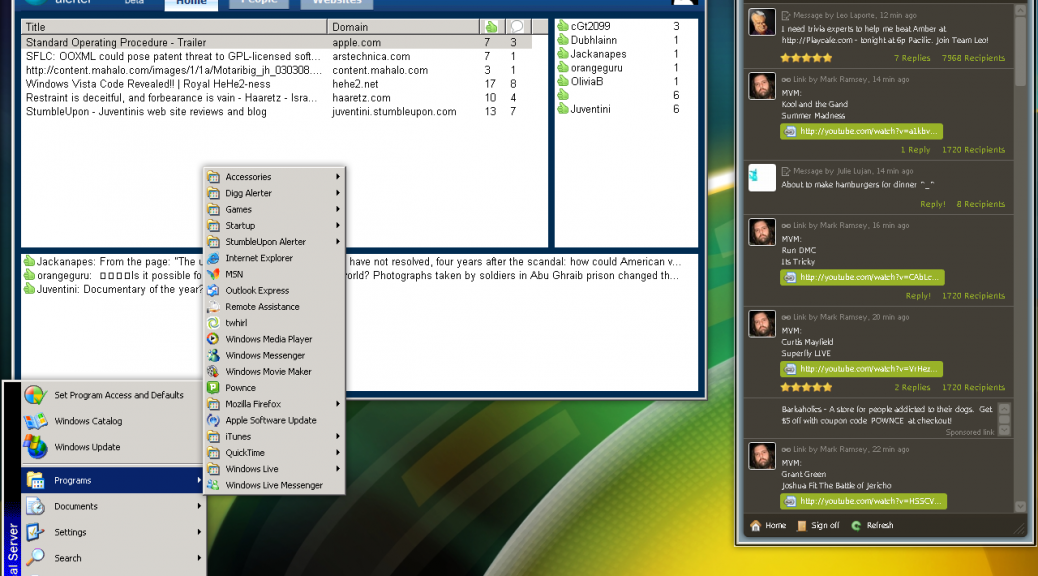 alerter Beta Home People Websites
Title Domain
Standard Operating Procedure - Trailer apple.com 7 3
SFLC: OOXML could pose patent threat to GPL-licensed soft... arstechnica.com 7 1
http://content.mahalo.com/images/1/1a/Motaribig_jh_030308.... content.mahalo.com 3 1
Windows Vista Code Revealed!! | Royal HeHe2-ness hehe2.net 17 8
Restraint is deceitful, and forbearance is vain - Haaretz - Isra... haaretz.com 10 4
StumbleUpon - Juventinis web site reviews and blog juventini.stumbleupon.com 13 7
cGt2099 3
Dubhlainn 1
Jackanapes 1
orangeguru 1
OliviaB 1
6
Juventini 6
Jackanapes: From the page: "The u have not resolved, four years after the scandal: how could American v...
orangeguru: Is it possible fo world? Photographs taken by soldiers in Abu Ghraib prison changed th...
Juventini: Documentary of the year?
Accessories
Digg Alerter
Games
Startup
StumbleUpon Alerter
Internet Explorer
MSN
Outlook Express
Remote Assistance
twhirl
Windows Media Player
Windows Messenger
Windows Movie Maker
Pownce
Mozilla Firefox
Apple Software Update
iTunes
QuickTime
Windows Live
Windows Live Messenger
Set Program Access and Defaults
Windows Catalog
Windows Update
Programs
Documents
Settings
Search
al Server
Message by Leo Laporte, 12 min ago
I need trivia experts to help me beat Amber at
http://Playcafe.com - tonight at 6p Pacific. Join Team Leo!
7 Replies 7968 Recipients
Link by Mark Ramsey, 14 min ago
MVM:
Kool and the Gand
Summer Madness
http://youtube.com/watch?v=a1kbv...
1 Reply 1720 Recipients
Message by Julie Lujan, 14 min ago
About to make hamburgers for dinner ^_^
Reply! 8 Recipients
Link by Mark Ramsey, 16 min ago
MVM:
Run DMC
Its Tricky
http://youtube.com/watch?v=CAbLc...
Reply! 1720 Recipients
Link by Mark Ramsey, 20 min ago
MVM:
Curtis Mayfield
Superfly LIVE
http://youtube.com/watch?v=VrHez...
2 Replies 1720 Recipients
Barkaholics - A store for people addicted to their dogs. Get
$5 off with coupon code POWNCE at checkout!
Sponsored link
Link by Mark Ramsey, 22 min ago
MVM:
Grant Green
Joshua Fit The Battle of Jericho
http://youtube.com/watch?v=HSSCV...
Home Sign off Refresh